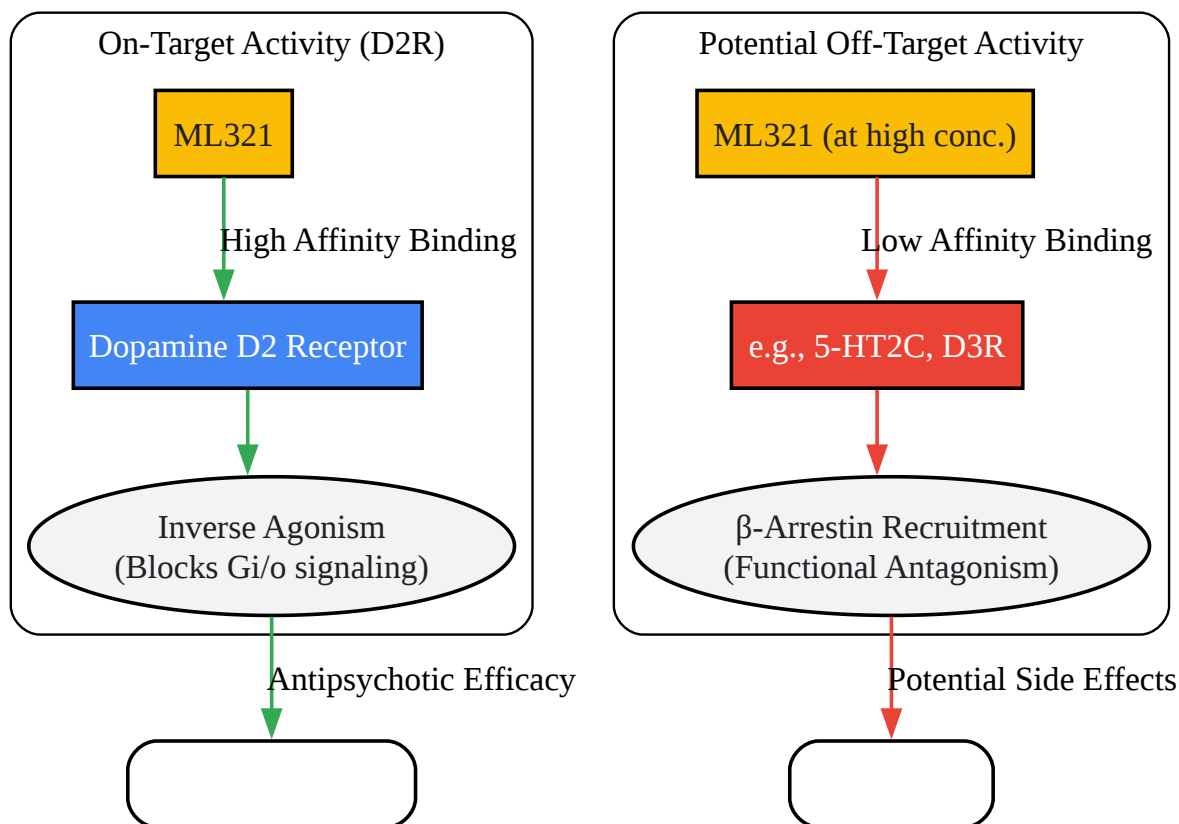 On-Target Activity (D2R)
ML321
High Affinity Binding
Dopamine D2 Receptor
Inverse Agonism
(Blocks Gi/o signaling)
Antipsychotic Efficacy
Potential Off-Target Activity
ML321 (at high conc.)
Low Affinity Binding
e.g., 5-HT2C, D3R
β-Arrestin Recruitment
(Functional Antagonism)
Potential Side Effects